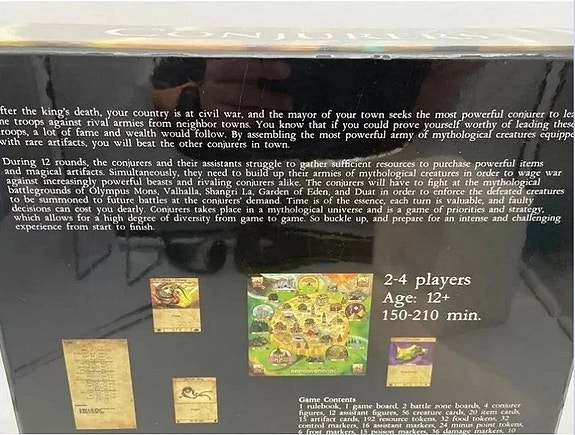 CONJURERS
fter the king's death, your country is at civil war, and the mayor of your town seeks the most powerful conjurer to lea
he troops against rival armies from neighbor towns. You know that if you could prove yourself worthy of leading these
roops, a lot of fame and wealth would follow. By assembling the most powerful army of mythological creatures equippe
with rare artifacts, you will beat the other conjurers in town.
During 12 rounds, the conjurers and their assistants struggle to gather sufficient resources to purchase powerful items
and magical artifacts. Simultaneously, they need to build up their armies of mythological creatures in order to wage war
against increasingly powerful beasts and rivaling conjurers alike. The conjurers will have to fight at the mythological
battlegrounds of Olympus Mons, Valhalla, Shangri La, Garden of Eden, and Duat in order to enforce the defeated creatures
to be summoned to future battles at the conjurers' demand. Time is of the essence, each turn is valuable, and faulty
decisions can cost you dearly. Conjurers takes place in a mythological universe and is a game of priorities and strategy,
which allows for a high degree of diversity from game to game. So buckle up, and prepare for an intense and challenging
experience from start to finish.
2-4 players
Age: 12+
150-210 min.
Game Contents
1 rulebook, 1 game board, 2 battle zone boards, 4 conjurer
figures, 12 assistant figures, 56 creature cards, 20 item cards,
15 artifact cards, 192 resource tokens, 32 food tokens, 32
control markers, 16 assistant markers, 24 minus point tokens,
6 frost markers, 15 poison markers, 36 damage markers, 10